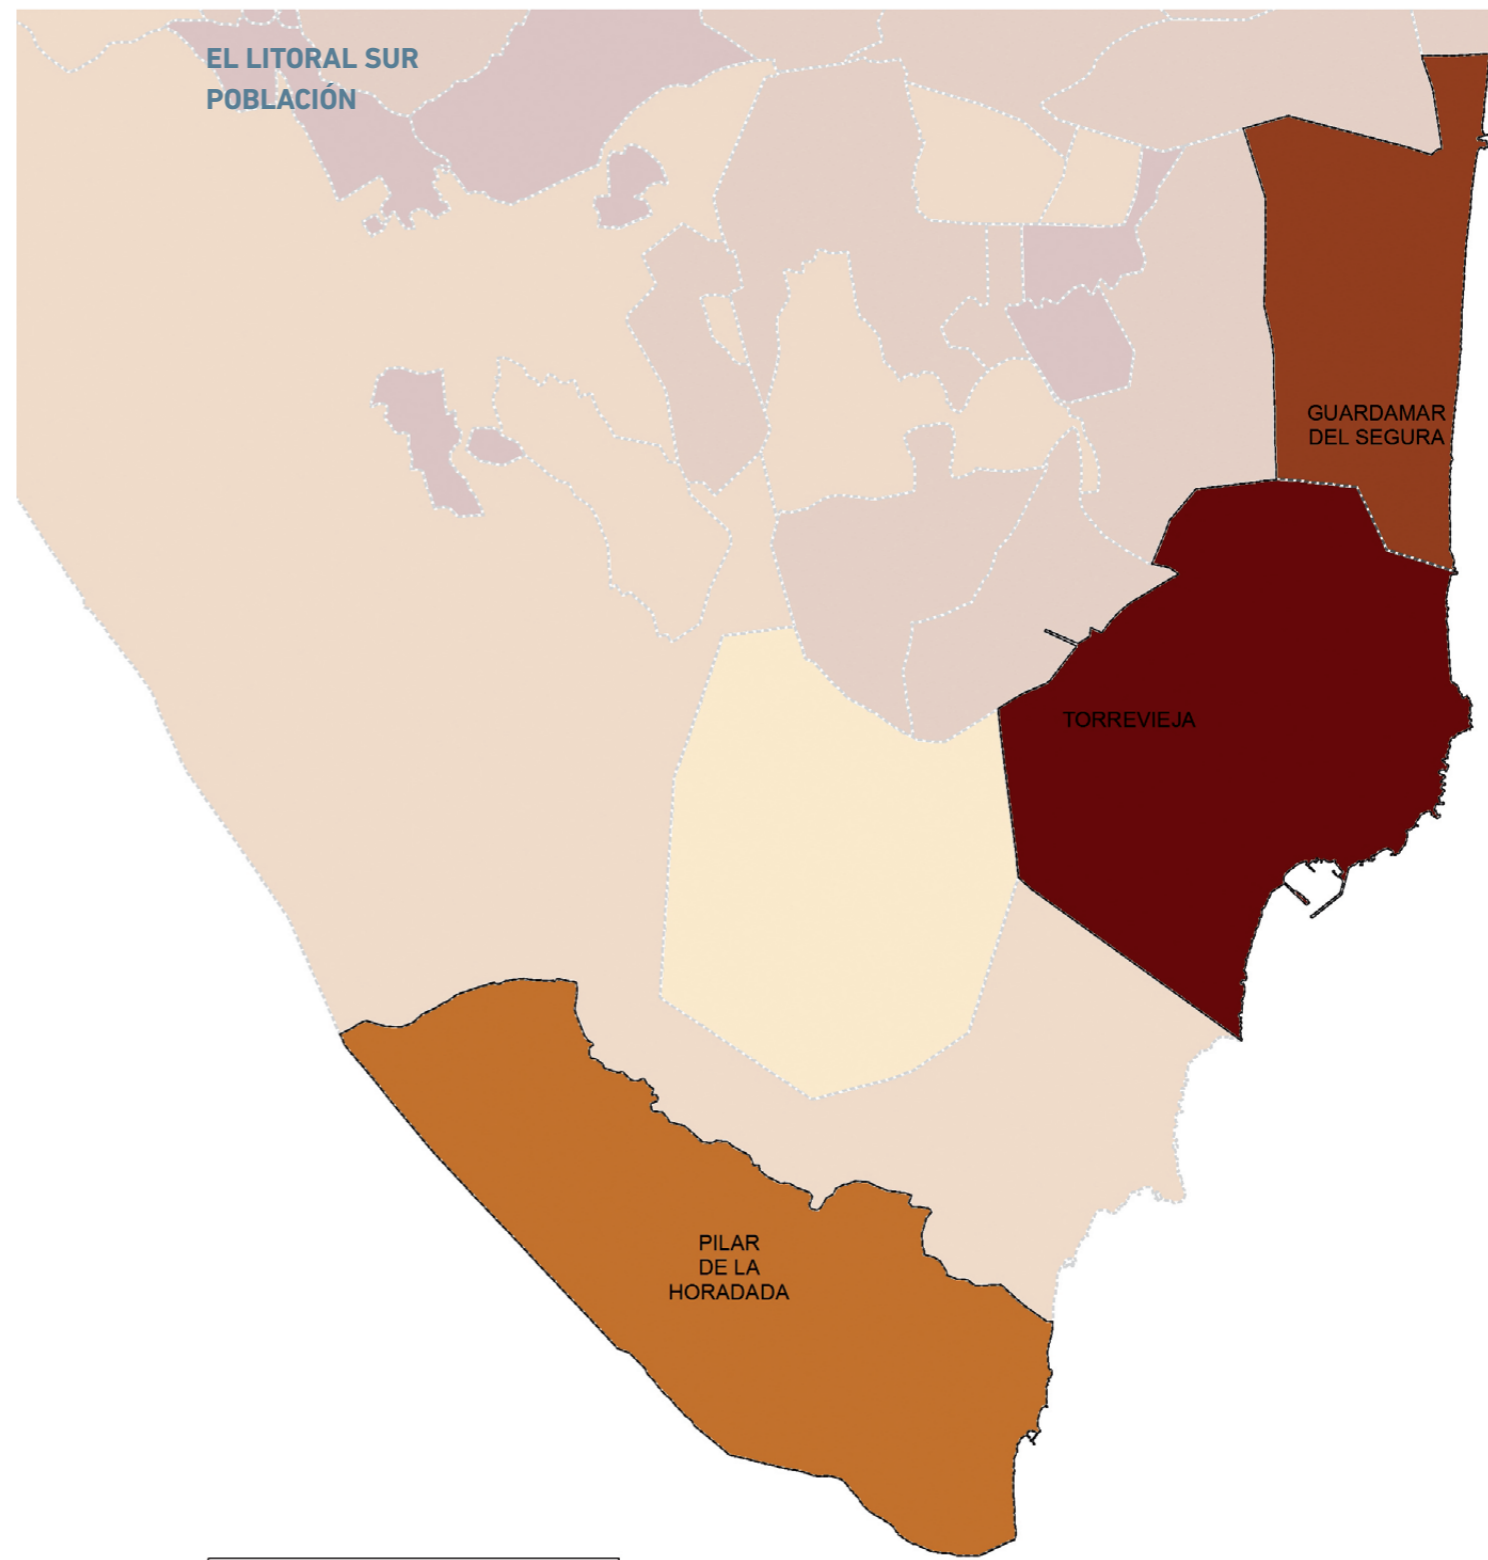 EL LITORAL SUR
POBLACIÓN
GUARDAMAR
DEL SEGURA
TORREVIEJA
PILAR
DE LA
HORADADA